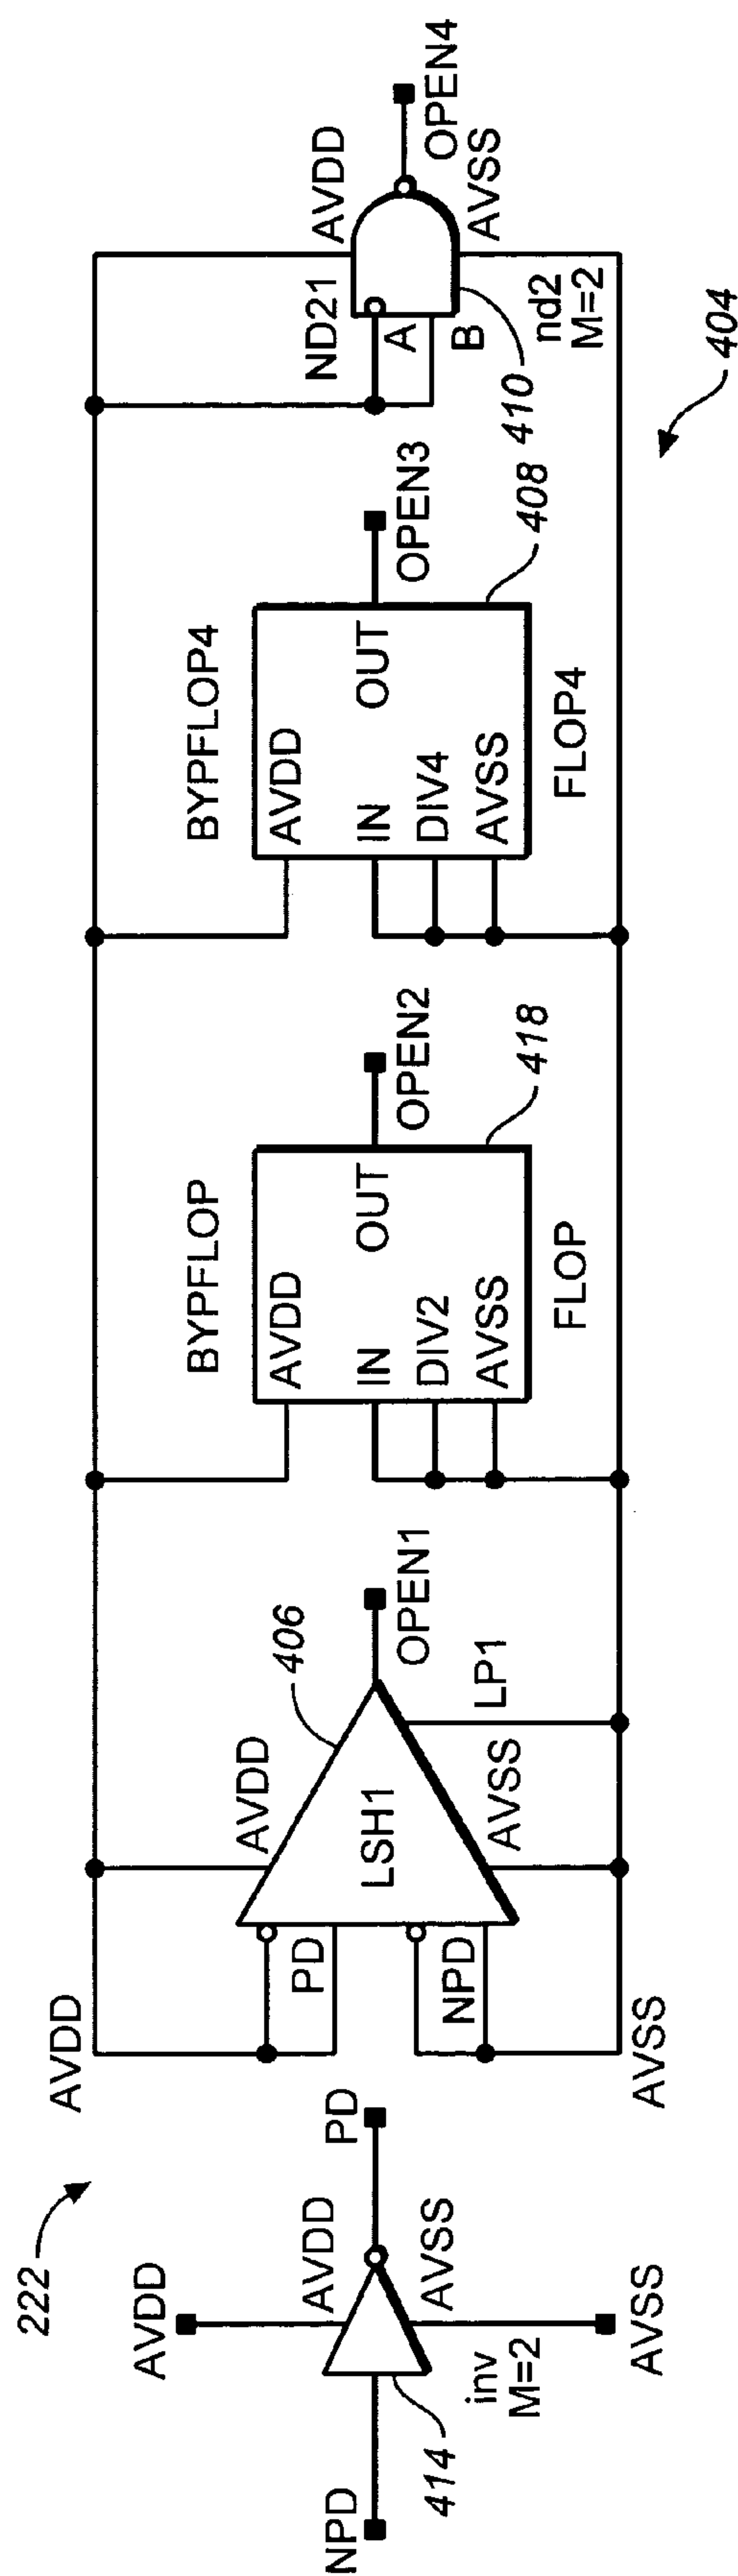 222
NPD
AVDD
AVDD
PD
AVSS
inv
M=2
414
AVSS
AVDD
PD
NPD
AVSS
LSH1
AVDD
AVSS
406
LP1
OPEN1
BYPFLOP
AVDD
IN
OUT
DIV2
AVSS
FLOP
418
OPEN2
BYPFLOP4
AVDD
IN
OUT
DIV4
AVSS
FLOP4
408
OPEN3
ND21
AVDD
A
B
AVSS
410
nd2
M=2
OPEN4
404